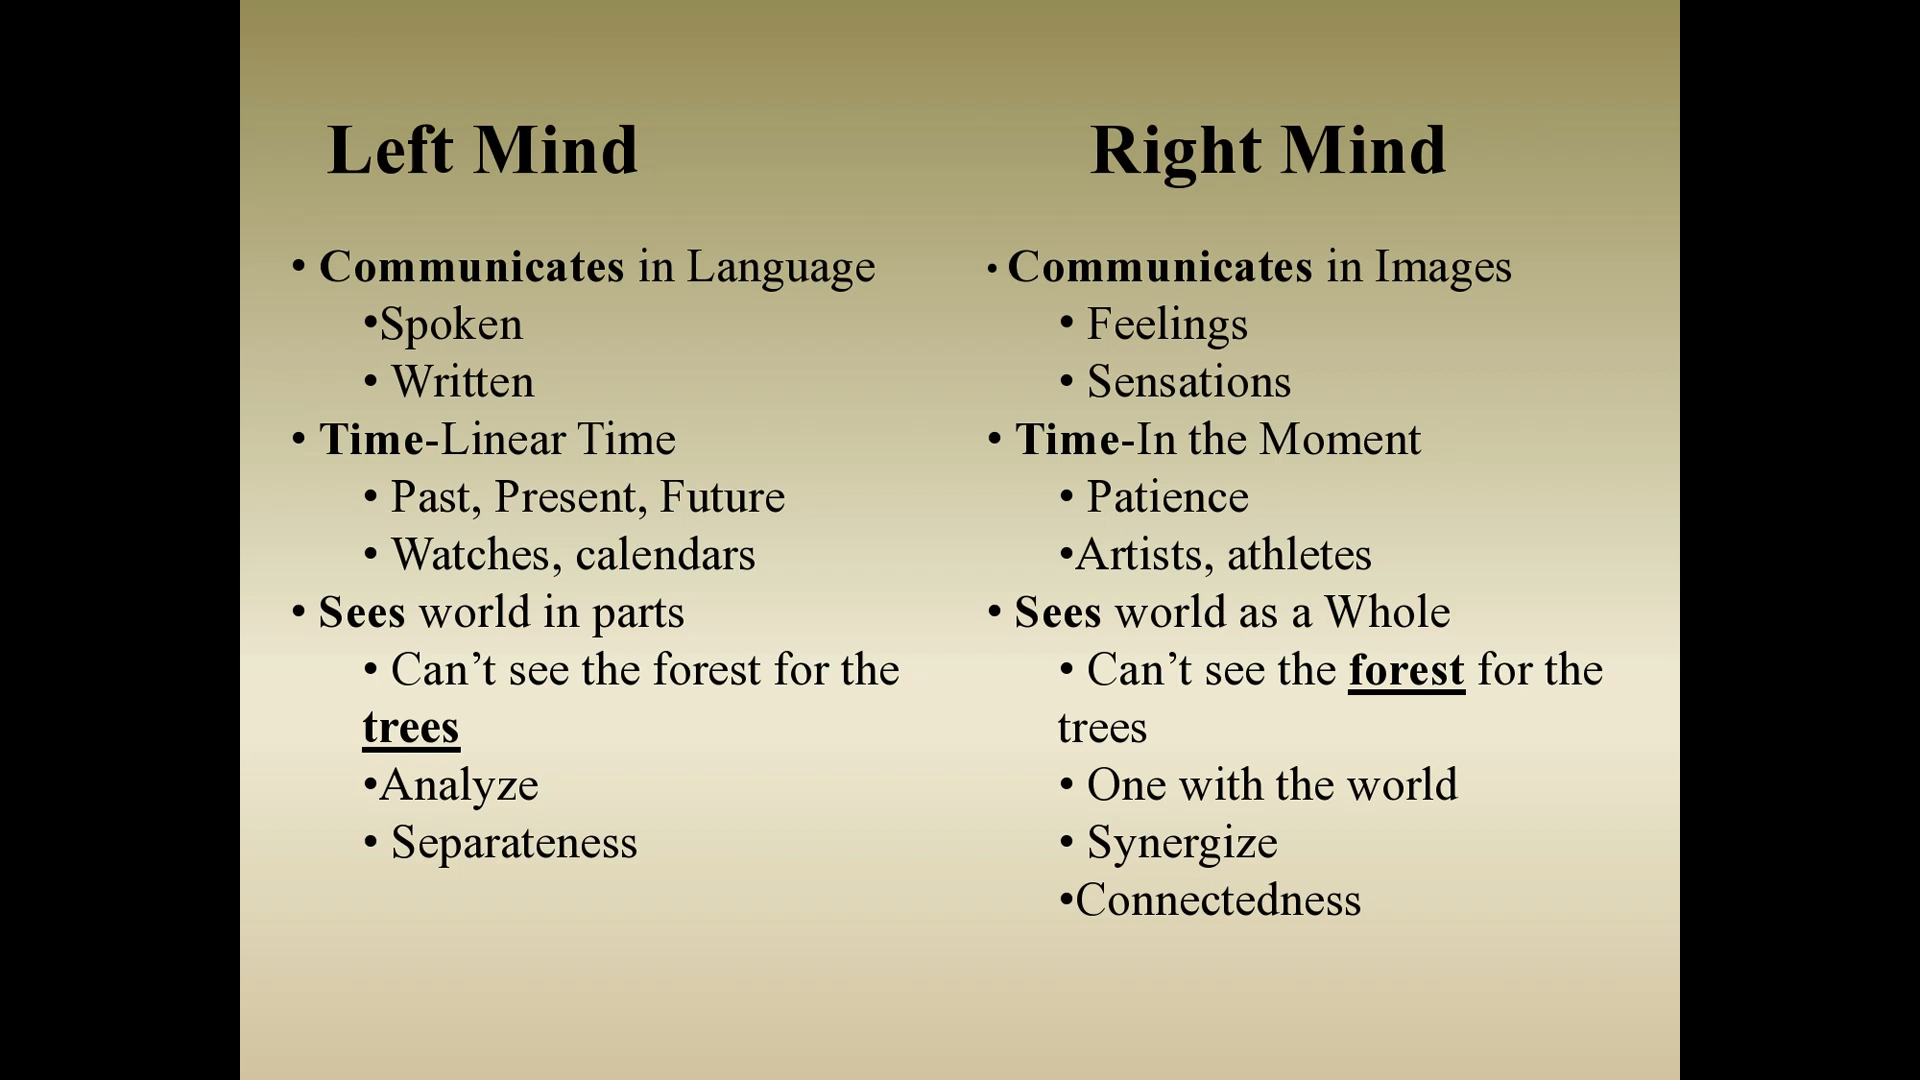 Left Mind
• Communicates in Language
•Spoken
• Written
• Time-Linear Time
• Past, Present, Future
• Watches, calendars
• Sees world in parts
• Can’t see the forest for the
trees
•Analyze
• Separateness
Right Mind
• Communicates in Images
• Feelings
• Sensations
• Time-In the Moment
• Patience
•Artists, athletes
• Sees world as a Whole
• Can’t see the forest for the
trees
• One with the world
• Synergize
•Connectedness